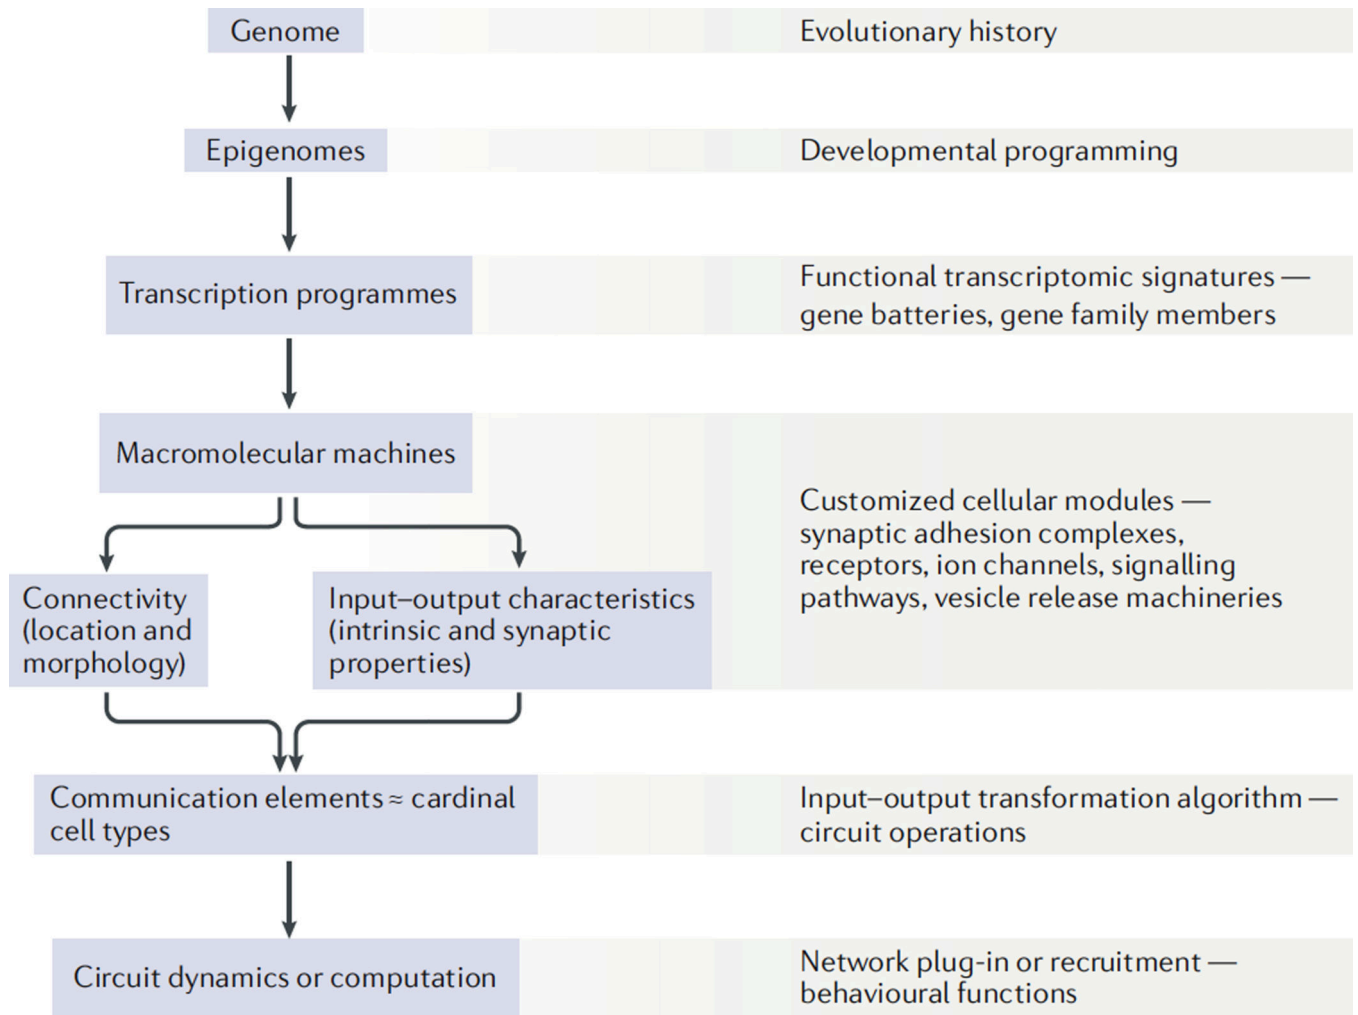 Genome
Evolutionary history
Epigenomes
Developmental programming
Transcription programmes
Functional transcriptomic signatures —
gene batteries, gene family members
Macromolecular machines
Customized cellular modules —
synaptic adhesion complexes,
receptors, ion channels, signalling
pathways, vesicle release machineries
Connectivity
(location and
morphology)
Input–output characteristics
(intrinsic and synaptic
properties)
Communication elements ≈ cardinal
cell types
Input–output transformation algorithm —
circuit operations
Circuit dynamics or computation
Network plug-in or recruitment —
behavioural functions